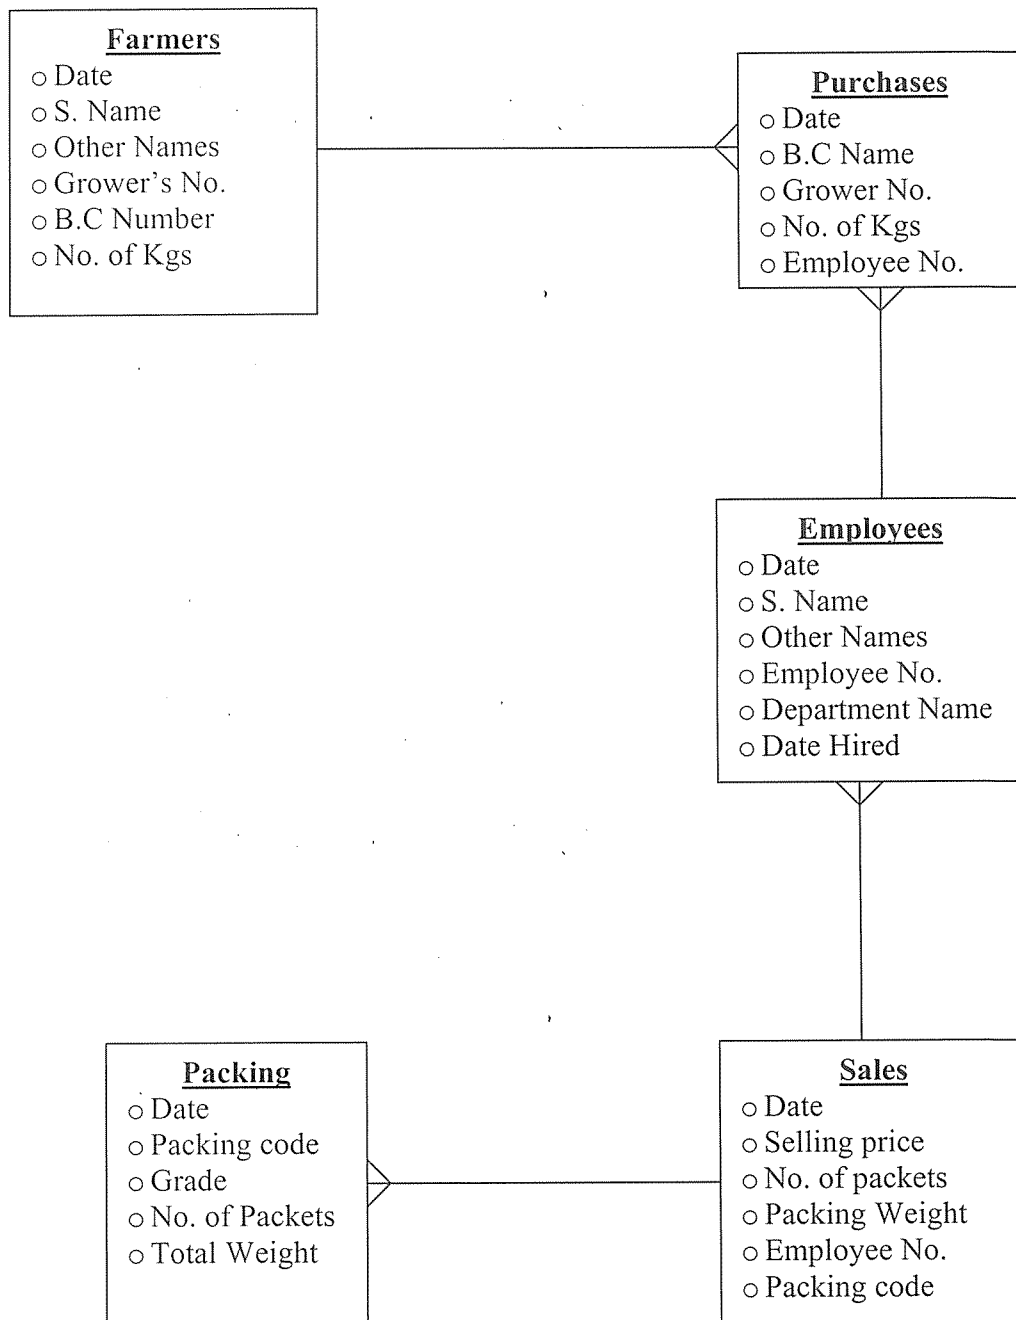 Farmers
○ Date
○ S. Name
○ Other Names
○ Grower's No.
○ B.C Number
○ No. of Kgs
Purchases
○ Date
○ B.C Name
○ Grower No.
○ No. of Kgs
○ Employee No.
Employees
○ Date
○ S. Name
○ Other Names
○ Employee No.
○ Department Name
○ Date Hired
Packing
○ Date
○ Packing code
○ Grade
○ No. of Packets
○ Total Weight
Sales
○ Date
○ Selling price
○ No. of packets
○ Packing Weight
○ Employee No.
○ Packing code